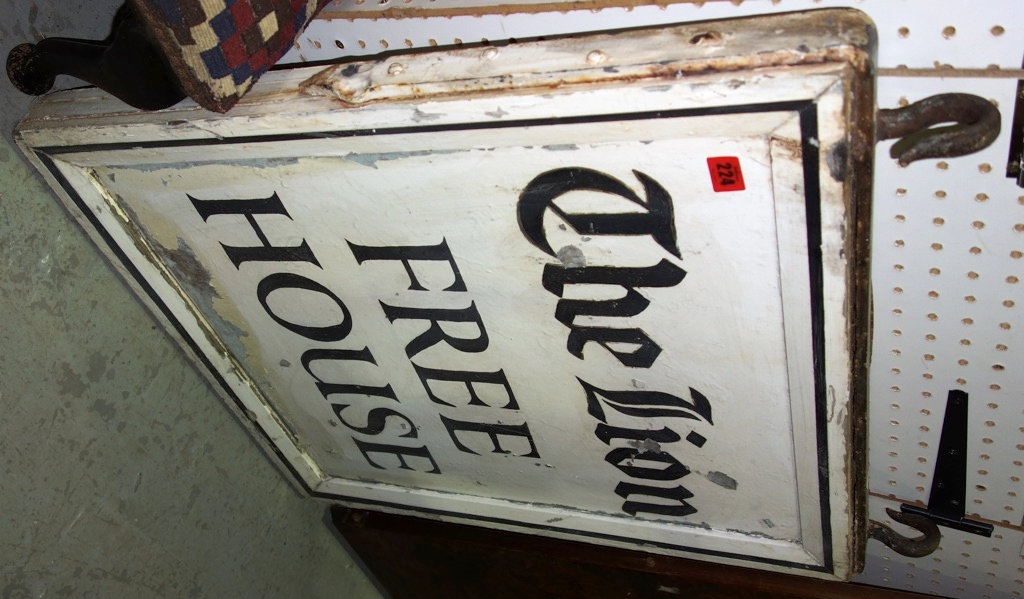 224
The Lion
FREE
HOUSE